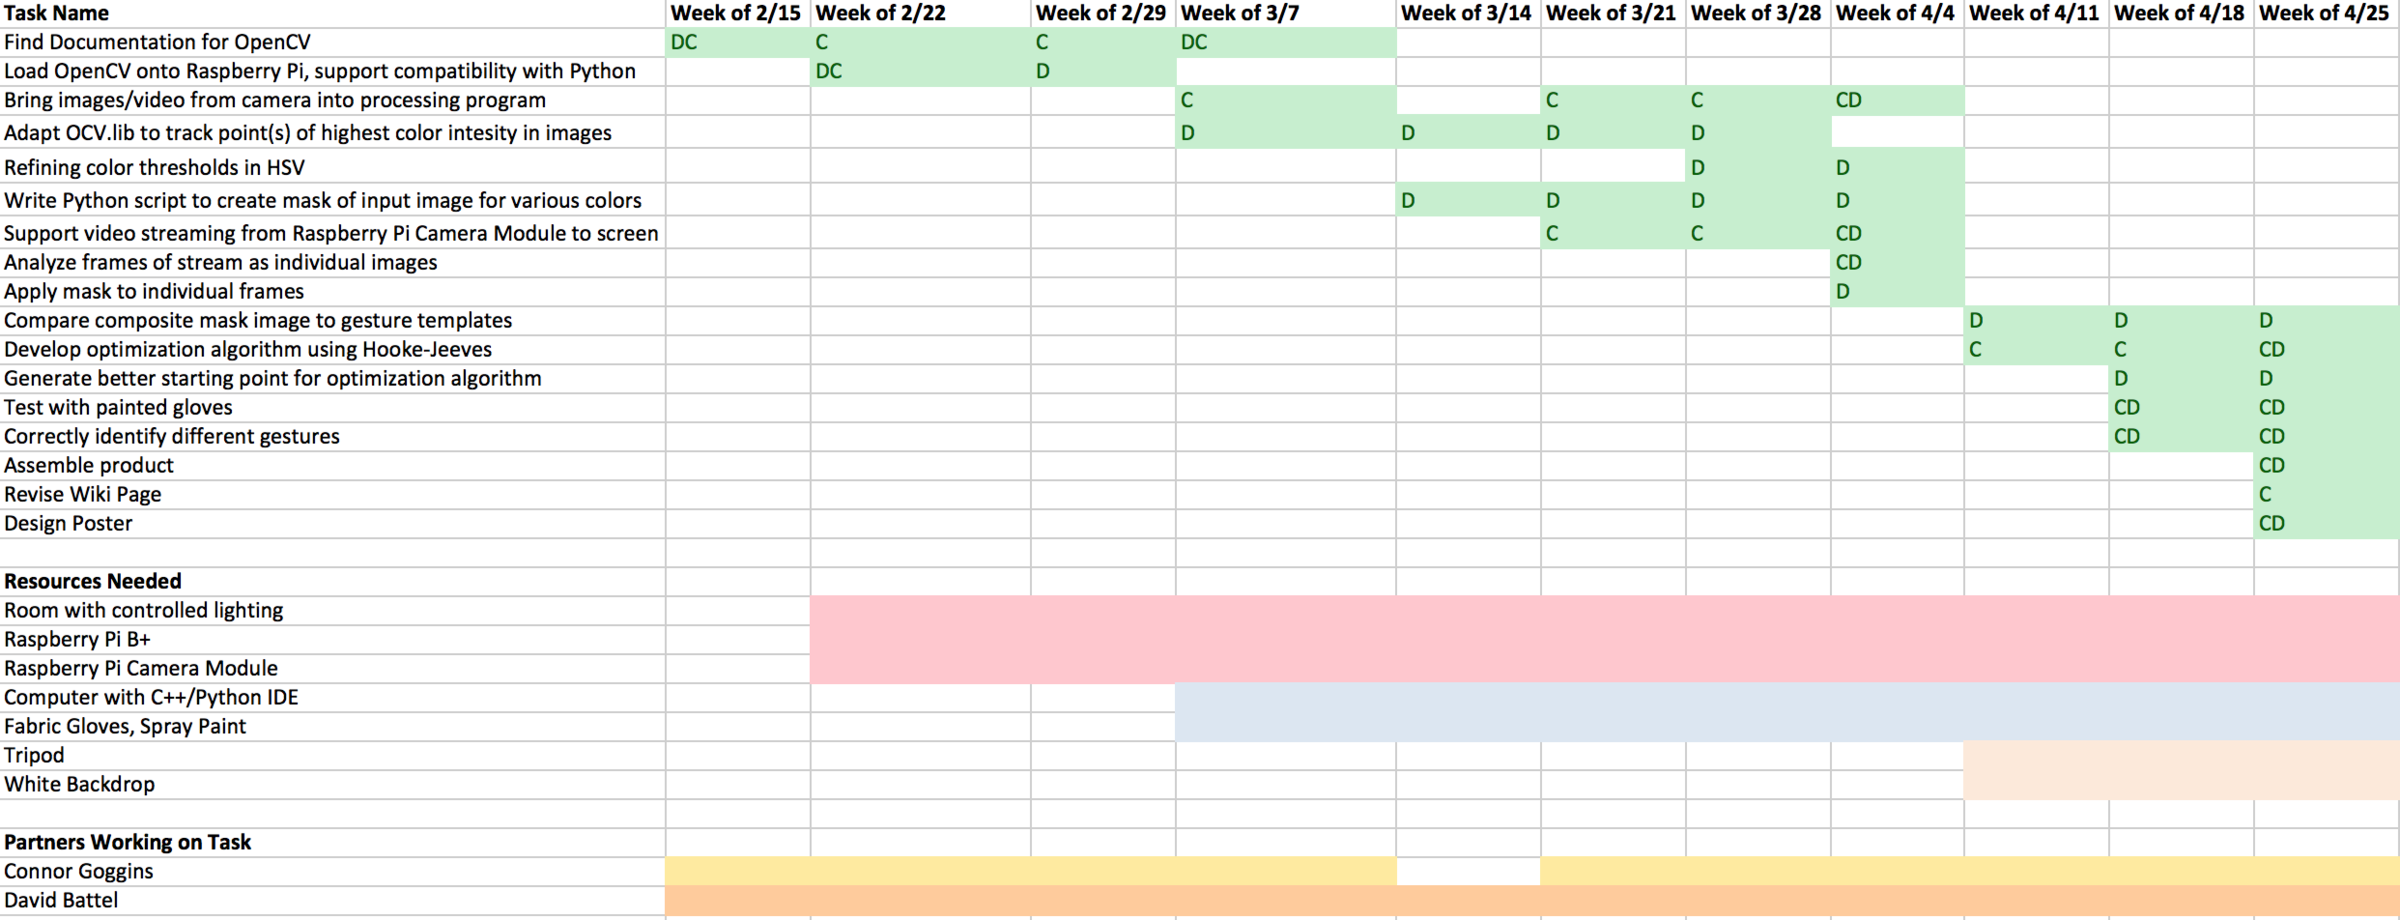 Task Name Week of 2/15 Week of 2/22 Week of 2/29 Week of 3/7 Week of 3/14 Week of 3/21 Week of 3/28 Week of 4/4 Week of 4/11 Week of 4/18 Week of 4/25
Find Documentation for OpenCV DC C C DC
Load OpenCV onto Raspberry Pi, support compatibility with Python DC D
Bring images/video from camera into processing program C C C CD
Adapt OCV.lib to track point(s) of highest color intesity in images D D D D
Refining color thresholds in HSV D D
Write Python script to create mask of input image for various colors D D D D
Support video streaming from Raspberry Pi Camera Module to screen C C CD
Analyze frames of stream as individual images CD
Apply mask to individual frames D
Compare composite mask image to gesture templates D D D
Develop optimization algorithm using Hooke-Jeeves C C CD
Generate better starting point for optimization algorithm D D
Test with painted gloves CD CD
Correctly identify different gestures CD CD
Assemble product CD
Revise Wiki Page C
Design Poster CD
Resources Needed
Room with controlled lighting
Raspberry Pi B+
Raspberry Pi Camera Module
Computer with C++/Python IDE
Fabric Gloves, Spray Paint
Tripod
White Backdrop
Partners Working on Task
Connor Goggins
David Battel